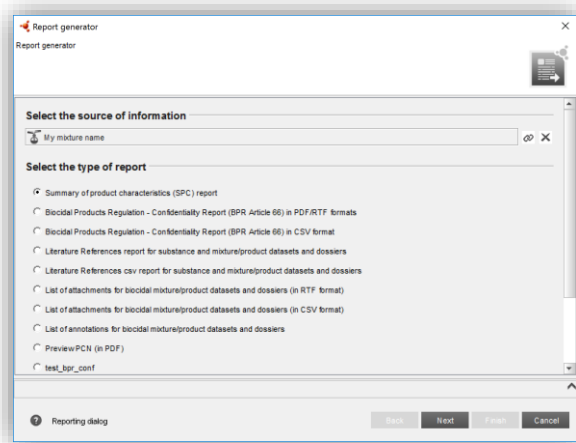 Report generator
Report generator
Select the source of information
My mixture name
Select the type of report
Summary of product characteristics (SPC) report
Biocidal Products Regulation - Confidentiality Report (BPR Article 66) in PDF/RTF formats
Biocidal Products Regulation - Confidentiality Report (BPR Article 66) in CSV format
Literature References report for substance and mixture/product datasets and dossiers
Literature References csv report for substance and mixture/product datasets and dossiers
List of attachments for biocidal mixture/product datasets and dossiers (in RTF format)
List of attachments for biocidal mixture/product datasets and dossiers (in CSV format)
List of annotations for biocidal mixture/product datasets and dossiers
Preview PCN (in PDF)
test_bpr_conf
Reporting dialog
Back Next Finish Cancel